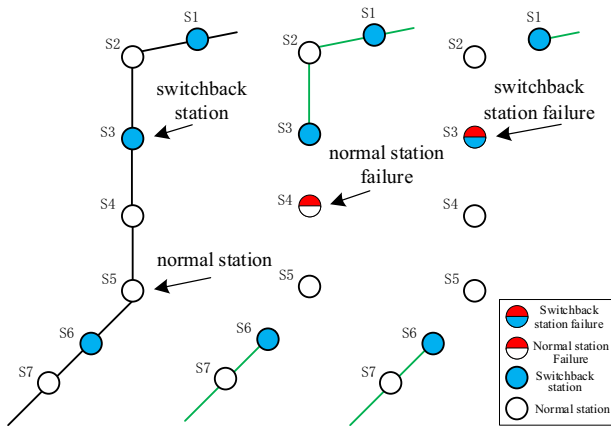 S1
S2
switchback
station
S3
S4
S5
normal station
S6
S7
S1
S2
S3
normal station
failure
S4
S5
S6
S7
S1
S2
switchback
station failure
S3
S4
S5
S6
S7
Switchback
station failure
Normal station
Failure
Switchback
station
Normal station